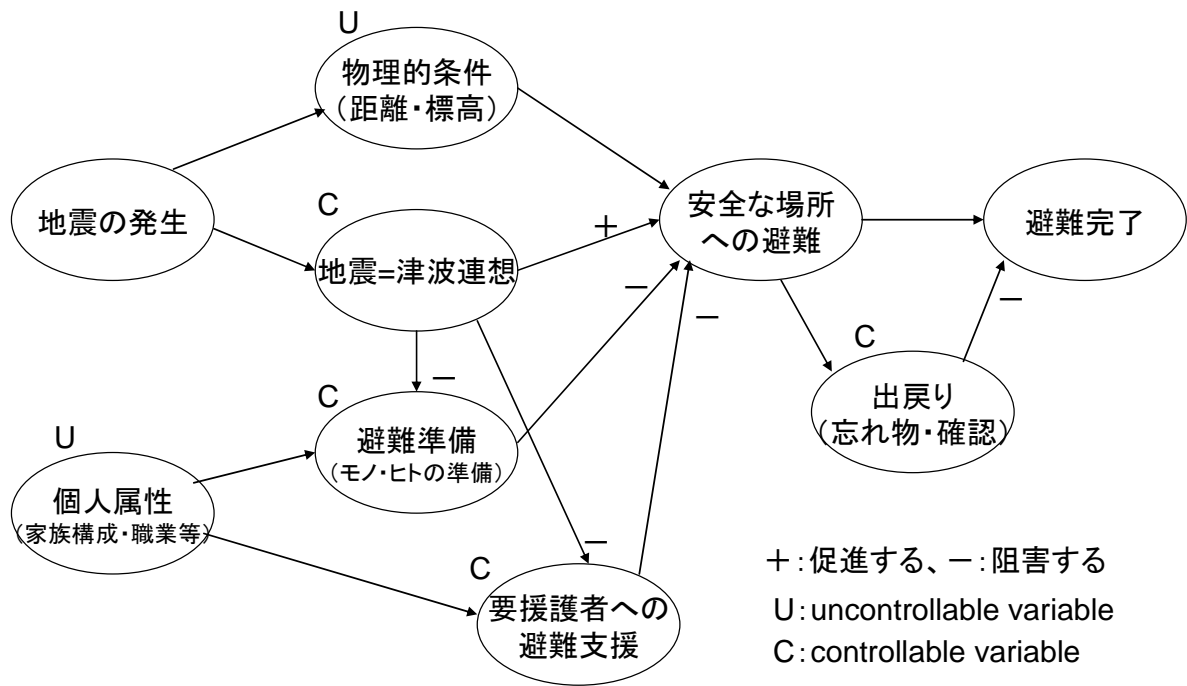 U
物理的条件
(距離・標高)
地震の発生
C
地震=津波連想
+
安全な場所
への避難
避難完了
−
−
−
C
出戻り
(忘れ物・確認)
−
C
避難準備
(モノ・ヒトの準備)
U
個人属性
(家族構成・職業等)
−
C
要援護者への
避難支援
+:促進する、−:阻害する
U:uncontrollable variable
C:controllable variable